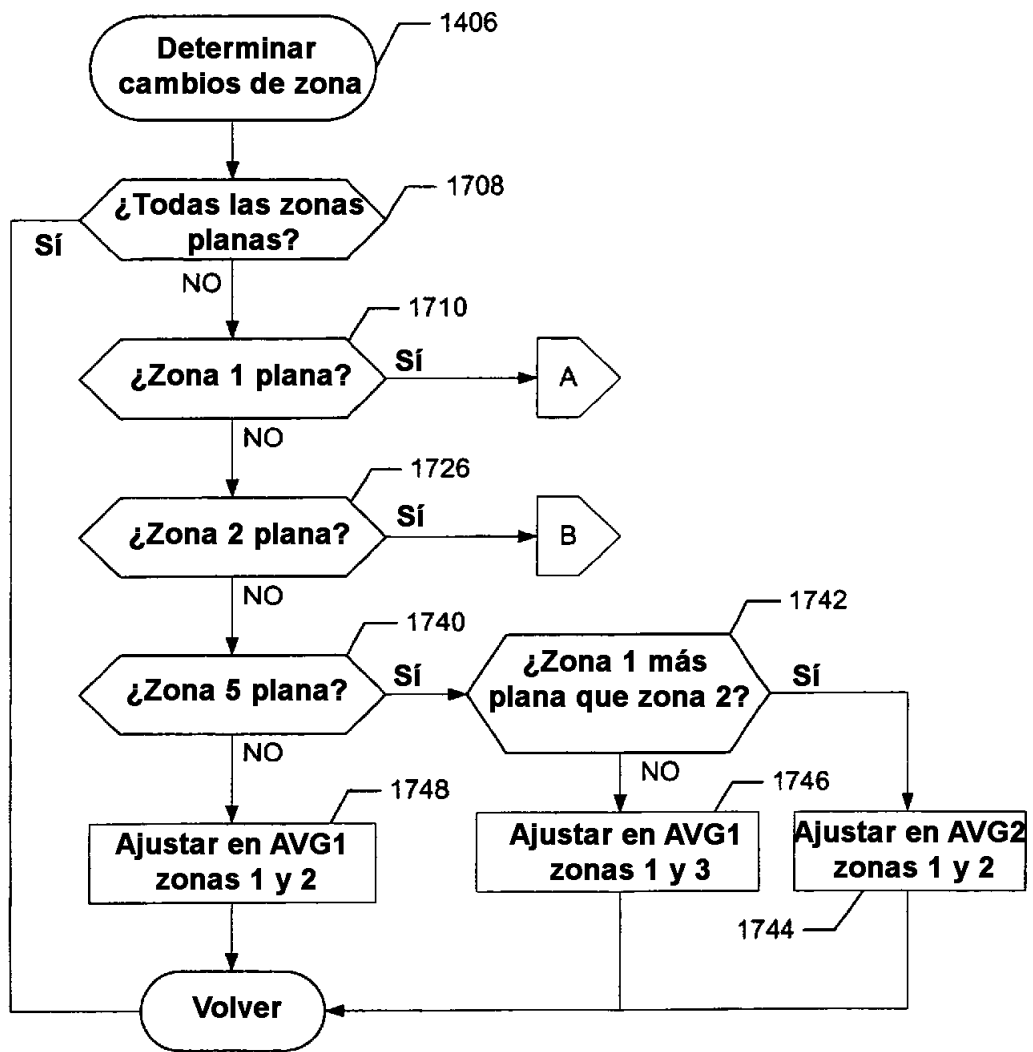 Determinar
cambios de zona
1406
¿Todas las zonas
planas?
1708
Sí
NO
1710
¿Zona 1 plana?
Sí
A
NO
1726
¿Zona 2 plana?
Sí
B
NO
1740
¿Zona 5 plana?
Sí
1742
¿Zona 1 más
plana que zona 2?
Sí
NO
NO
1748
Ajustar en AVG1
zonas 1 y 2
1746
Ajustar en AVG1
zonas 1 y 3
Ajustar en AVG2
zonas 1 y 2
1744
Volver